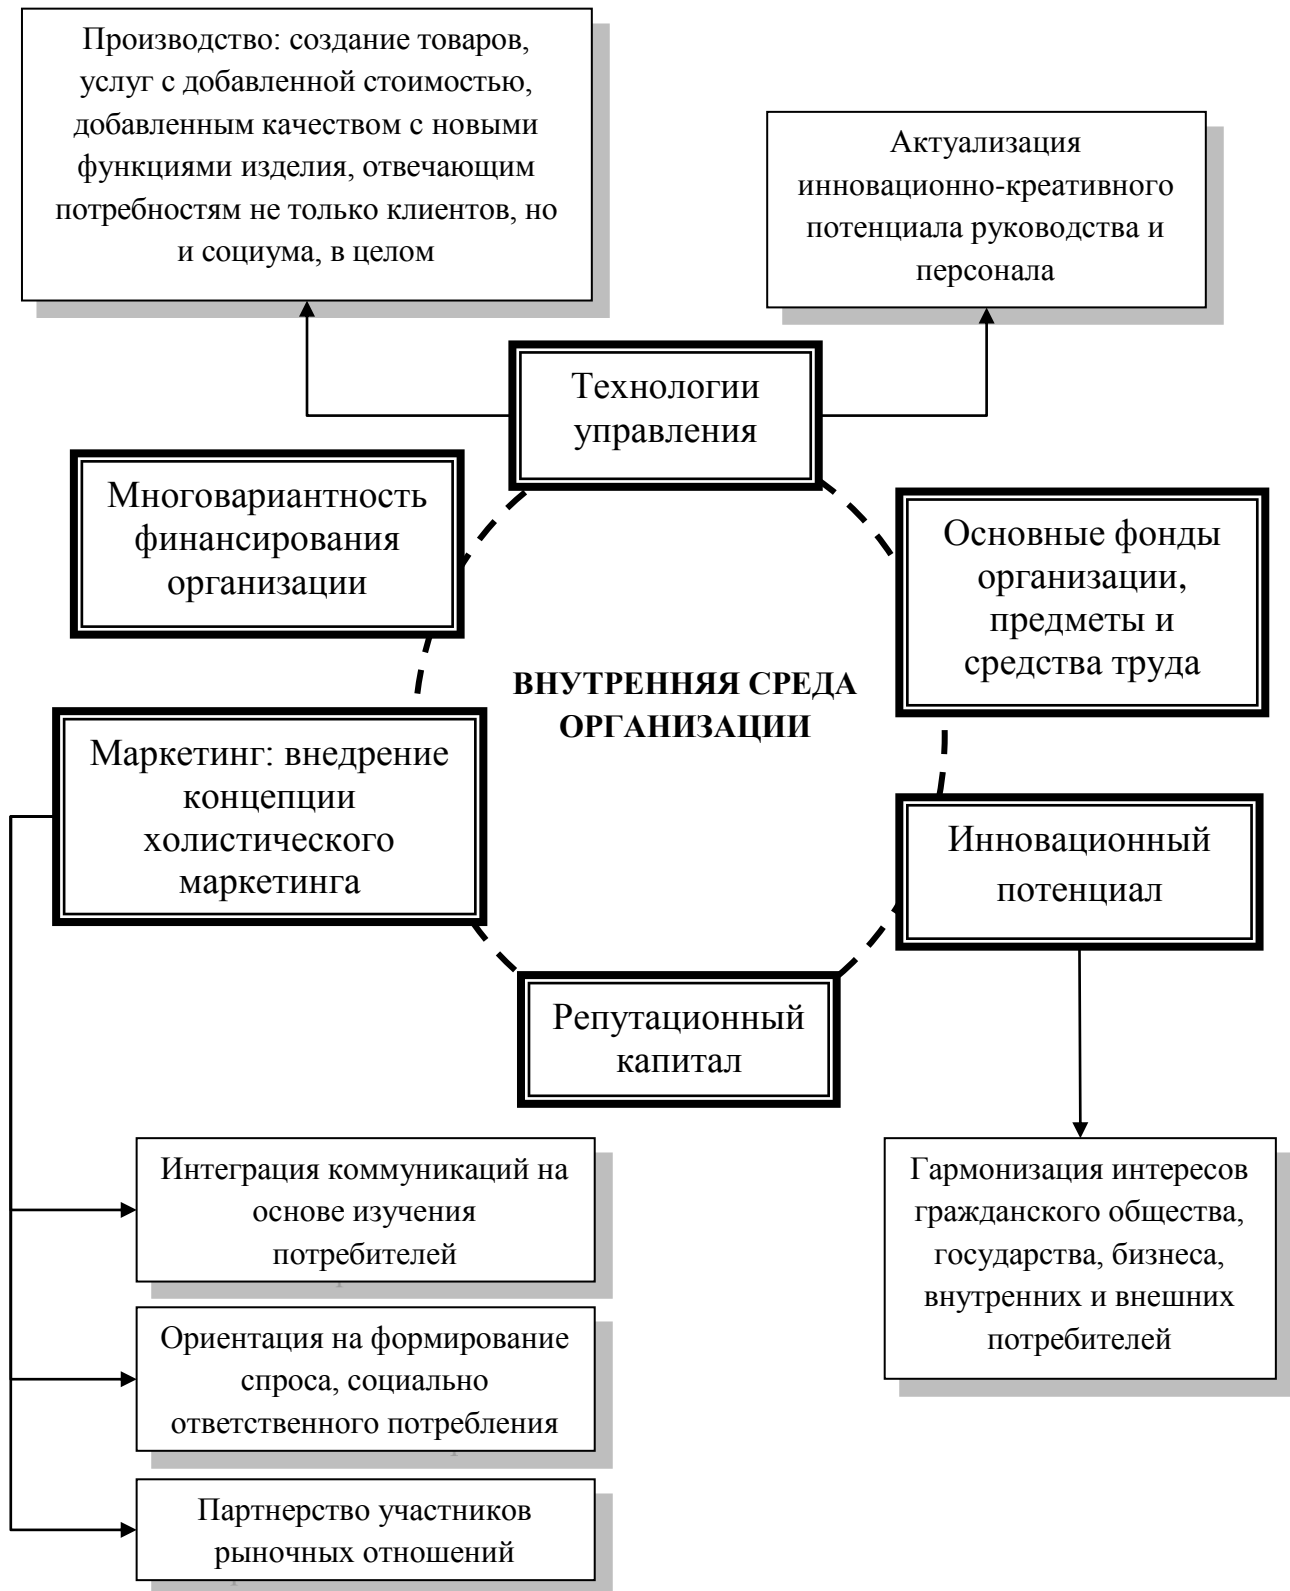 Производство: создание товаров,
услуг с добавленной стоимостью,
добавленным качеством с новыми
функциями изделия, отвечающим
потребностям не только клиентов, но
и социума, в целом
Актуализация
инновационно-креативного
потенциала руководства и
персонала
Технологии
управления
Многовариантность
финансирования
организации
Основные фонды
организации,
предметы и
средства труда
ВНУТРЕННЯЯ СРЕДА
ОРГАНИЗАЦИИ
Маркетинг: внедрение
концепции
холистического
маркетинга
Инновационный
потенциал
Репутационный
капитал
Интеграция коммуникаций на
основе изучения
потребителей
Ориентация на формирование
спроса, социально
ответственного потребления
Партнерство участников
рыночных отношений
Гармонизация интересов
гражданского общества,
государства, бизнеса,
внутренних и внешних
потребителей